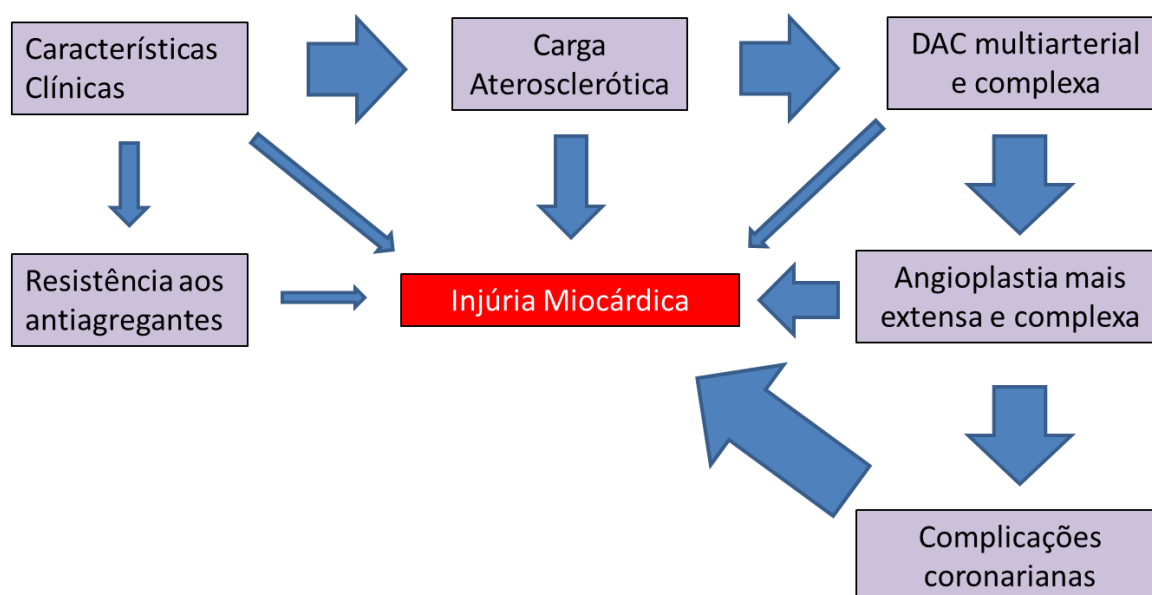 Características
Clínicas
Carga
Aterosclerótica
DAC multiarterial
e complexa
Resistência aos
antiagregantes
Injúria Miocárdica
Angioplastia mais
extensa e complexa
Complicações
coronarianas